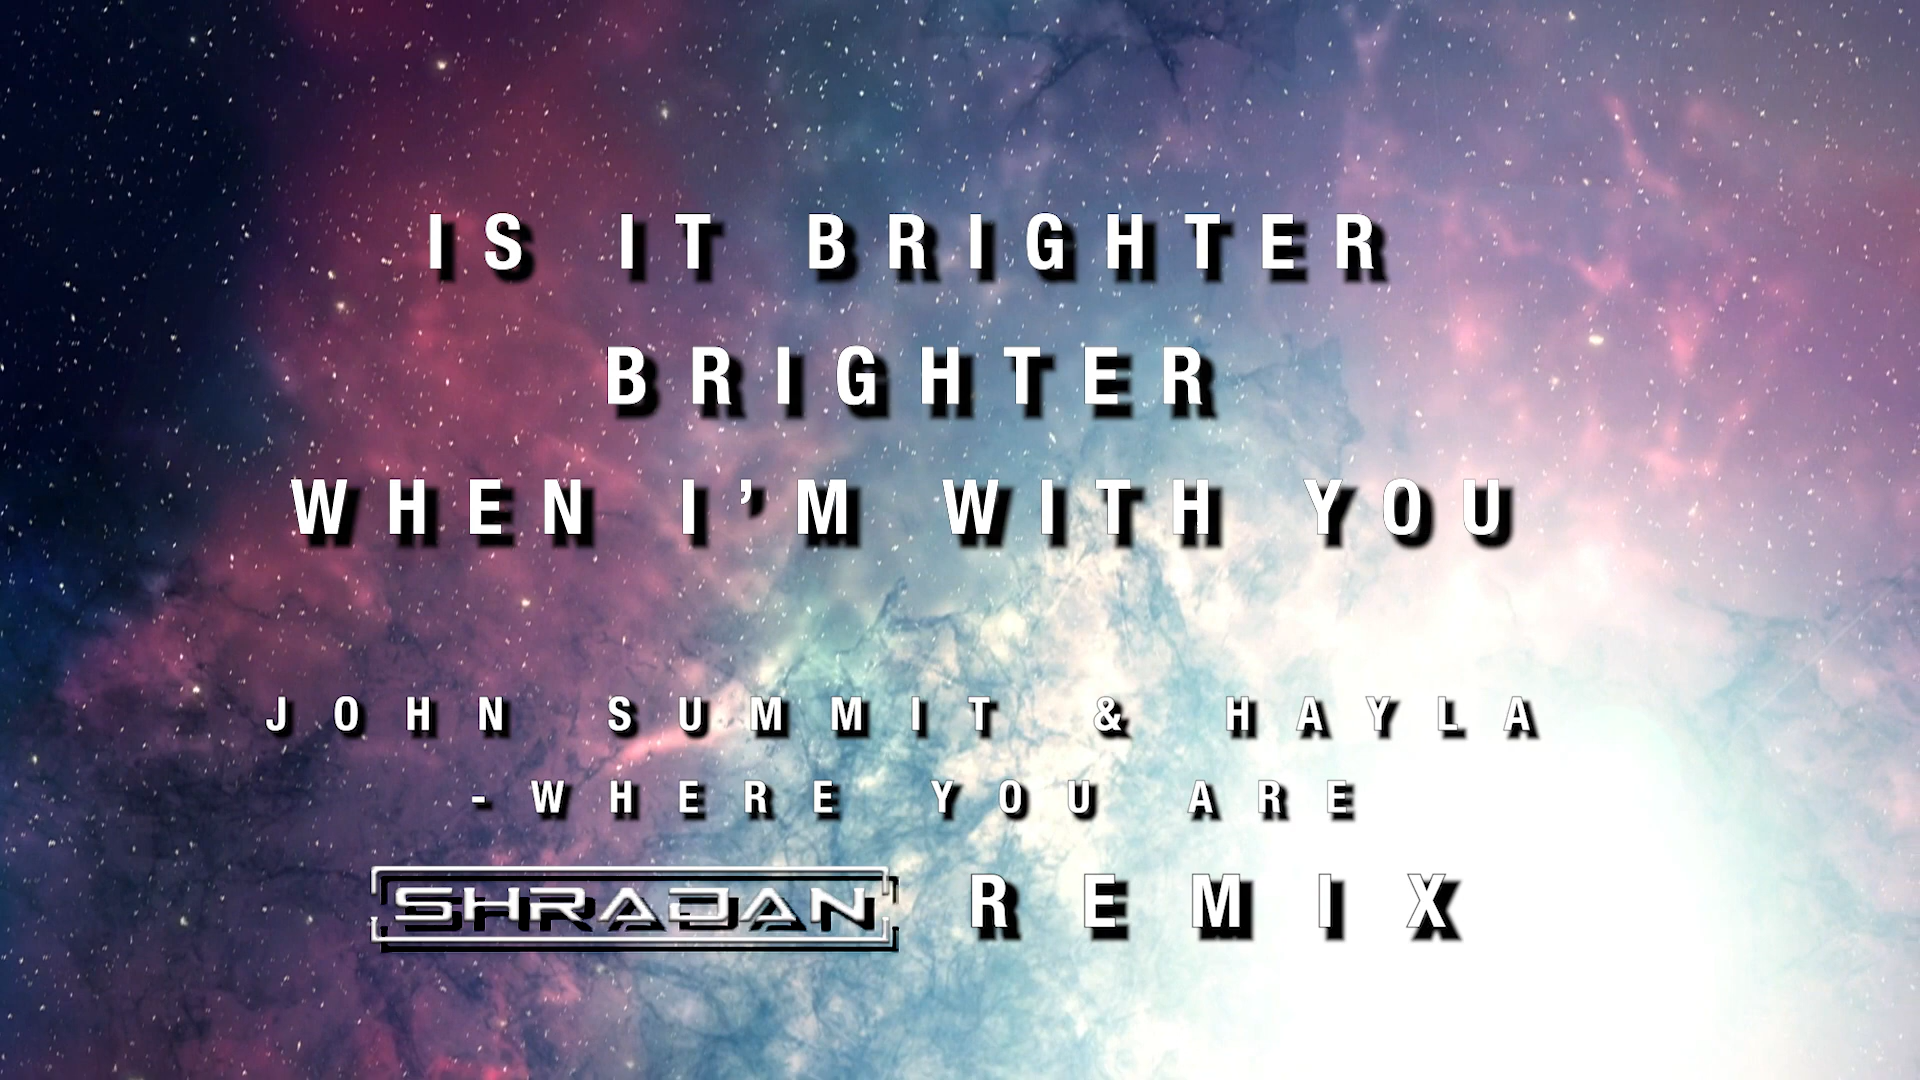 IS IT BRIGHTER
BRIGHTER
WHEN I’M WITH YOU
JOHN SUMMIT & HAYLA
-WHERE YOU ARE
SHRADAN REMIX